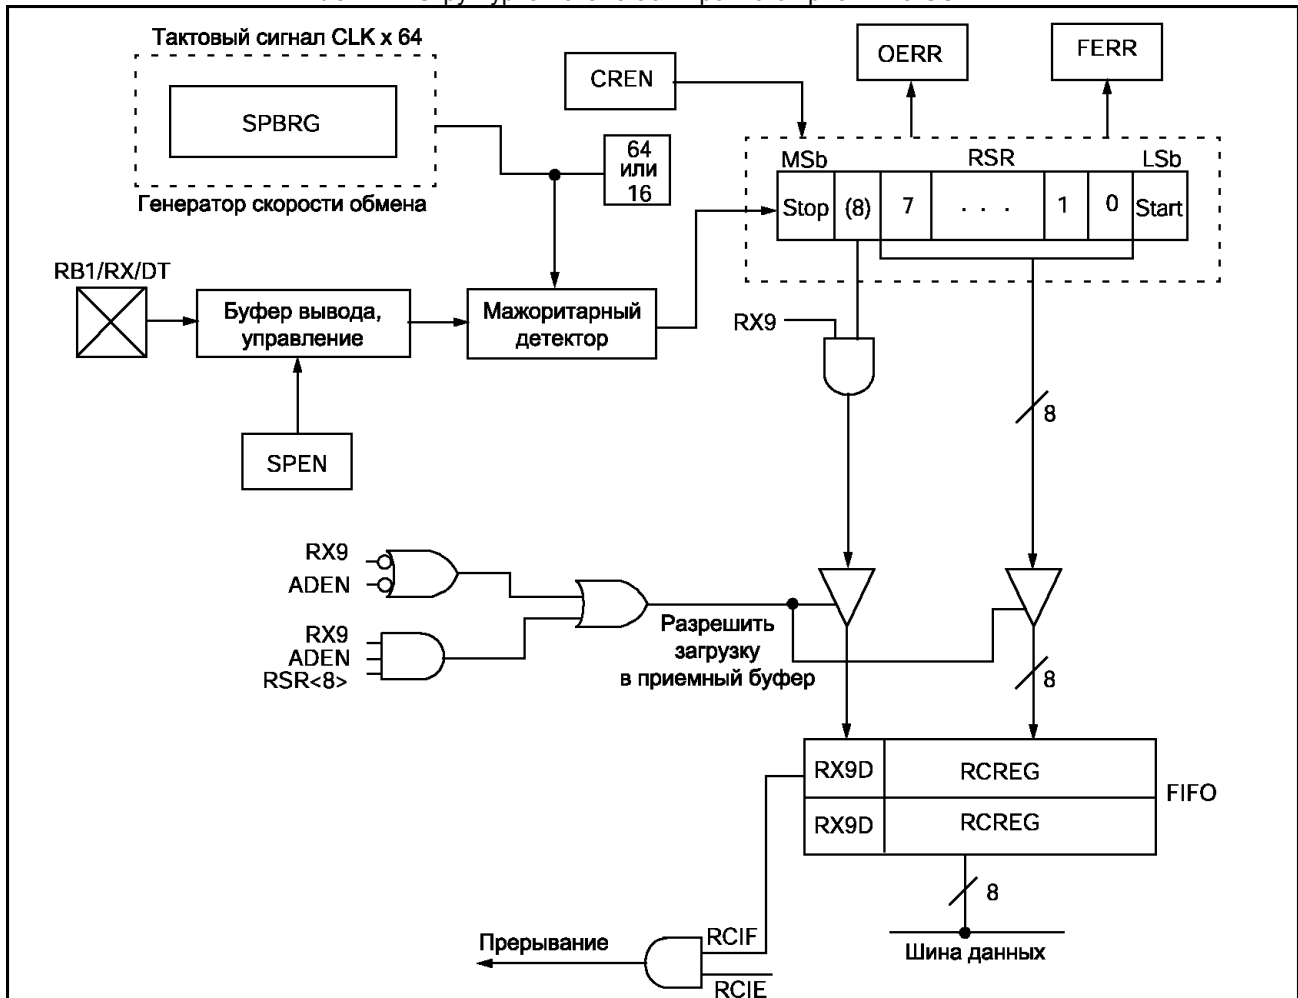 Тактовый сигнал CLK x 64
SPBRG
Генератор скорости обмена
CREN
OERR
FERR
64
или
16
MSb
RSR
LSb
Stop
(8)
7
. . .
1
0
Start
RB1/RX/DT
Буфер вывода,
управление
Мажоритарный
детектор
SPEN
RX9
8
RX9
ADEN
RX9
ADEN
RSR<8>
Разрешить
загрузку
в приемный буфер
8
RX9D
RCREG
RX9D
RCREG
FIFO
8
Шина данных
Прерывание
RCIF
RCIE